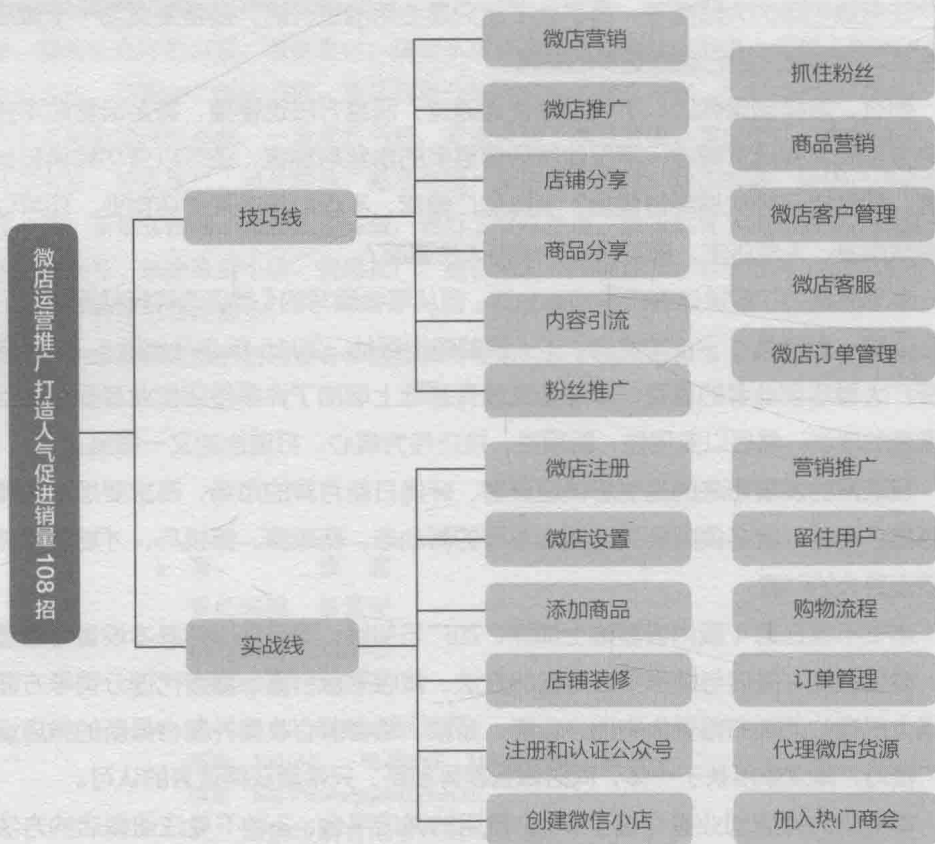 微店运营推广 打造人气促进销量 108 招
技巧线
微店营销
微店推广
店铺分享
商品分享
内容引流
粉丝推广
抓住粉丝
商品营销
微店客户管理
微店客服
微店订单管理
实战线
微店注册
微店设置
添加商品
店铺装修
注册和认证公众号
创建微信小店
营销推广
留住用户
购物流程
订单管理
代理微店货源
加入热门商会